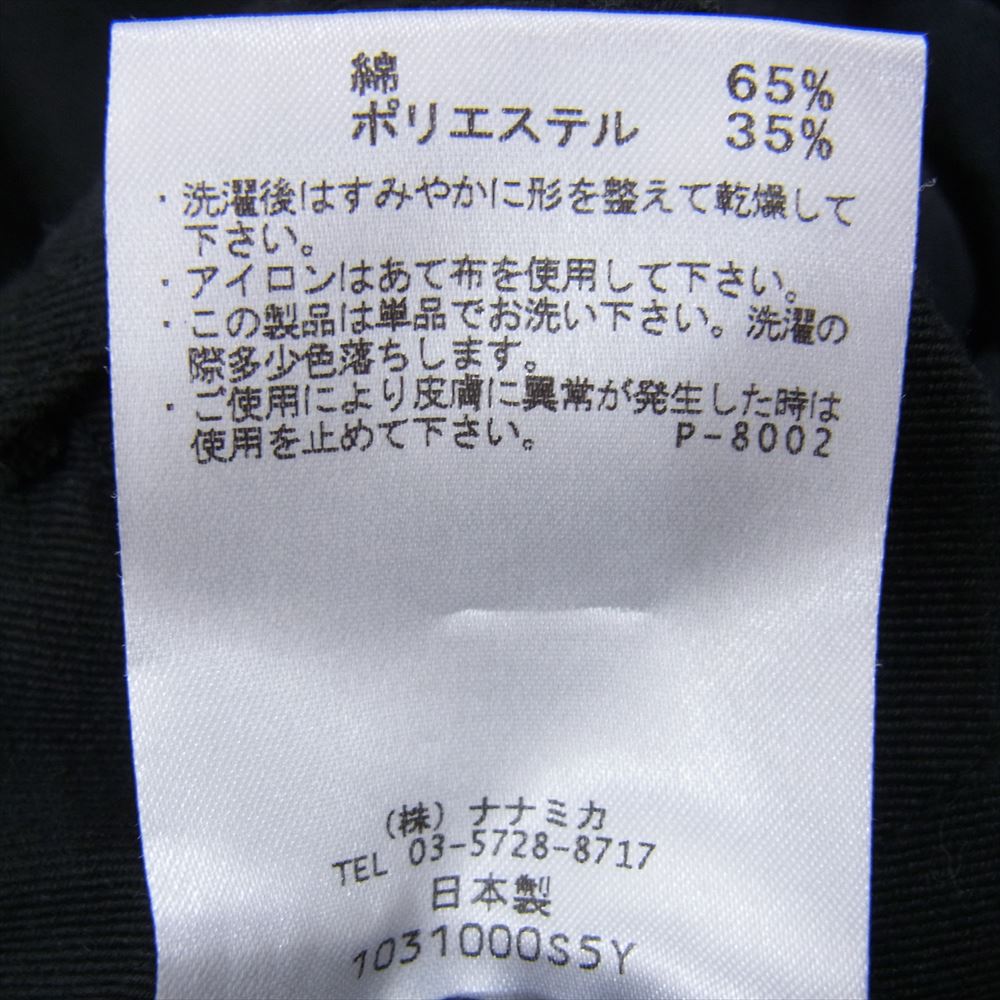 綿 65%
ポリエステル 35%
・洗濯後はすみやかに形を整えて乾燥して
下さい。
・アイロンはあて布を使用して下さい。
・この製品は単品でお洗い下さい。洗濯の
際多少色落ちします。
・ご使用により皮膚に異常が発生した時は
使用を止めて下さい。 P-8002
(株) ナナミカ
TEL 03-5728-8717
日本製
1031000S5Y